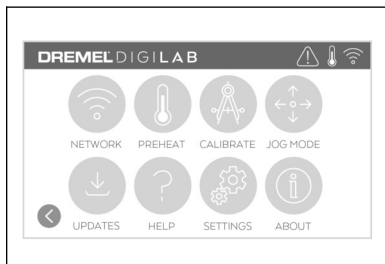 DREMEL DIGILAB
NETWORK PREHEAT CALIBRATE JOG MODE
UPDATES HELP SETTINGS ABOUT